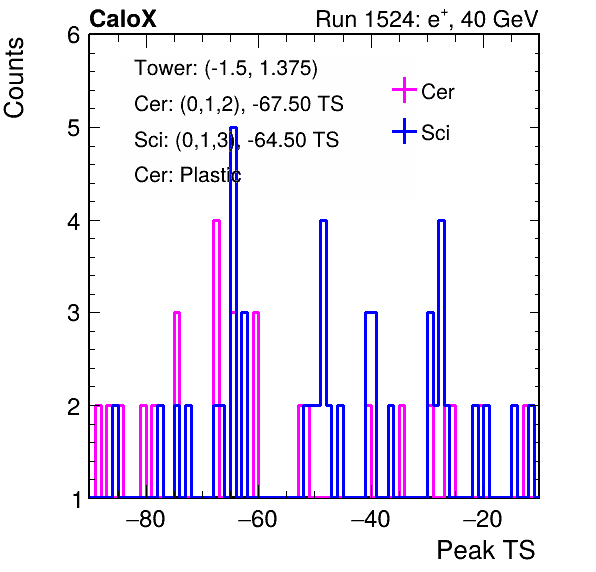 CaloX Run 1524: e+, 40 GeV
Counts
6
5
4
3
2
1
Tower: (-1.5, 1.375)
Cer: (0,1,2), -67.50 TS
Sci: (0,1,3), -64.50 TS
Cer: Plastic
Cer
Sci
−80 −60 −40 −20
Peak TS